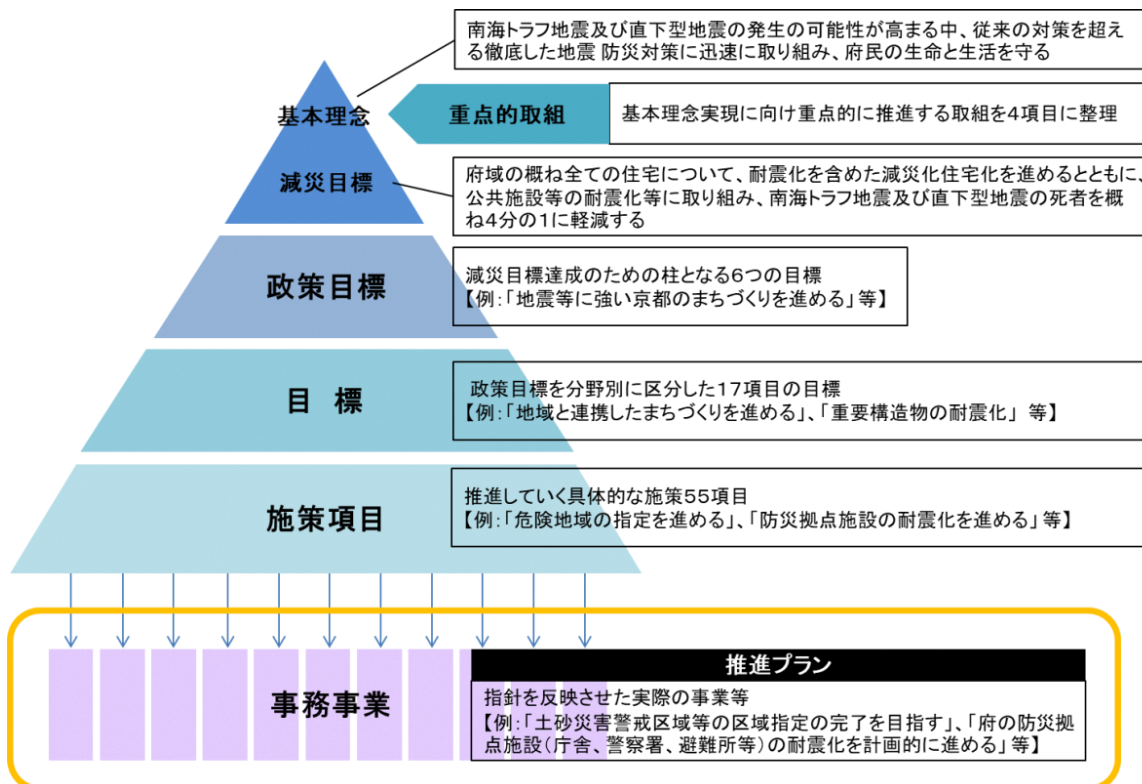 南海トラフ地震及び直下型地震の発生の可能性が高まる中、従来の対策を超え
る徹底した地震 防災対策に迅速に取り組み、府民の生命と生活を守る
基本理念
重点的取組
基本理念実現に向け重点的に推進する取組を4項目に整理
減災目標
府域の概ね全ての住宅について、耐震化を含めた減災化住宅化を進めるとともに、
公共施設等の耐震化等に取り組み、南海トラフ地震及び直下型地震の死者を概
ね4分の1に軽減する
政策目標
減災目標達成のための柱となる6つの目標
【例:「地震等に強い京都のまちづくりを進める」等】
目 標
政策目標を分野別に区分した17項目の目標
【例:「地域と連携したまちづくりを進める」、「重要構造物の耐震化」 等】
施策項目
推進していく具体的な施策55項目
【例:「危険地域の指定を進める」、「防災拠点施設の耐震化を進める」等】
事務事業
推進プラン
指針を反映させた実際の事業等
【例:「土砂災害警戒区域等の区域指定の完了を目指す」、「府の防災拠
点施設(庁舎、警察署、避難所等)の耐震化を計画的に進める」等】